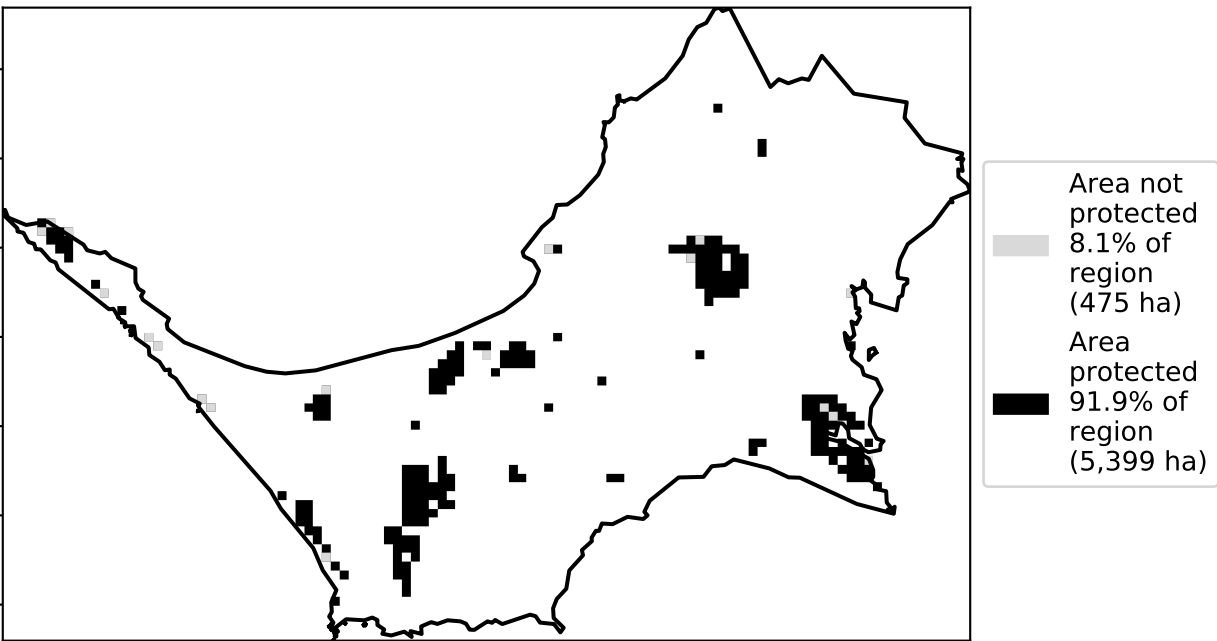 Area not
protected
8.1% of
region
(475 ha)
Area
protected
91.9% of
region
(5,399 ha)